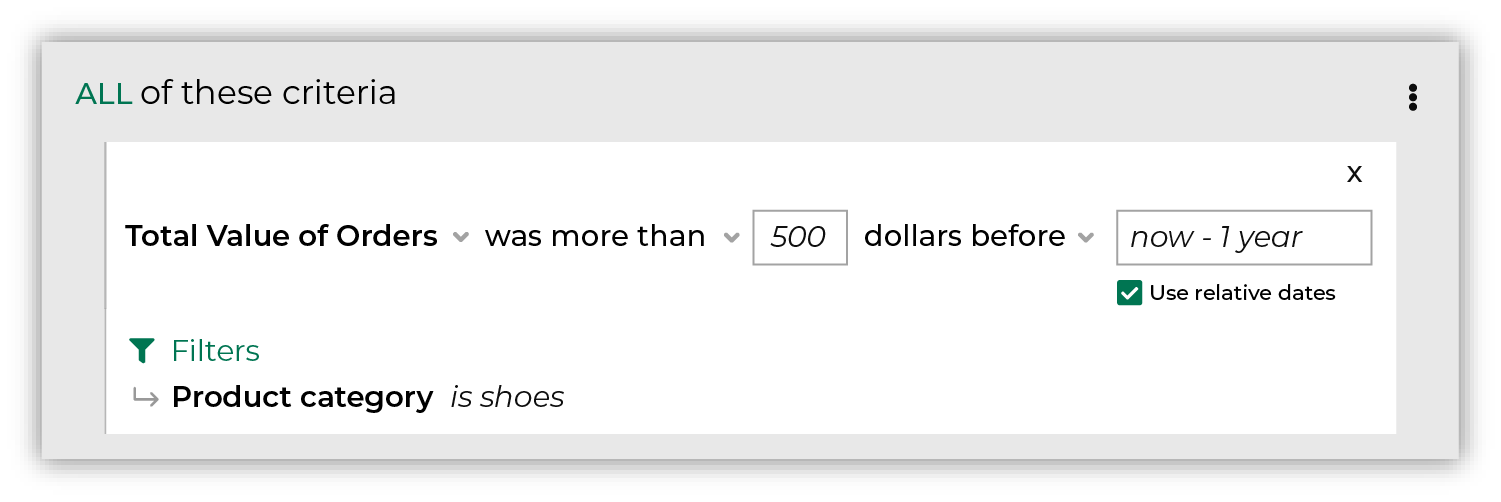 ALL of these criteria
x
Total Value of Orders was more than 500 dollars before now - 1 year
Use relative dates
Filters
Product category is shoes